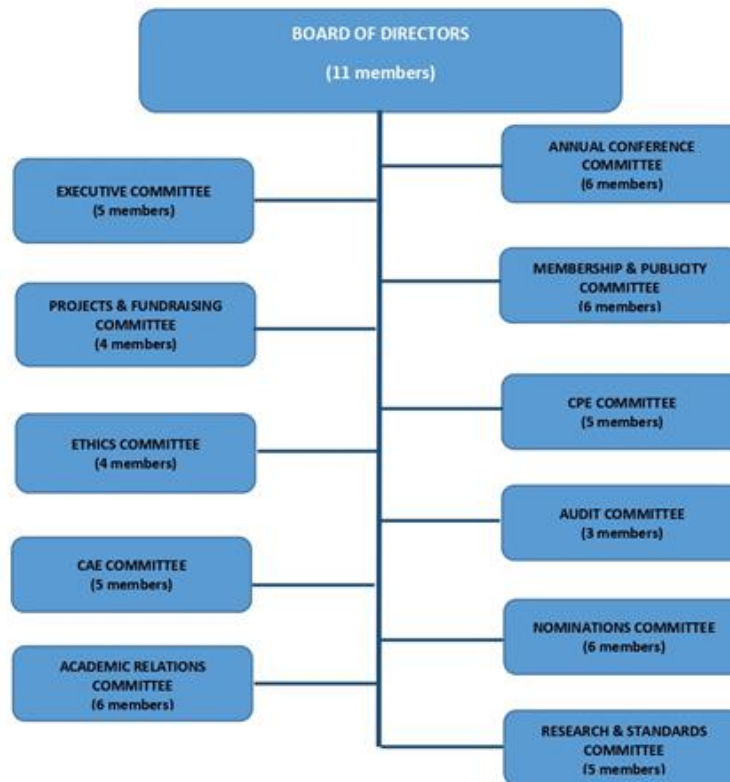 BOARD OF DIRECTORS
(11 members)
EXECUTIVE COMMITTEE
(5 members)
PROJECTS & FUNDRAISING
COMMITTEE
(4 members)
ETHICS COMMITTEE
(4 members)
CAE COMMITTEE
(5 members)
ACADEMIC RELATIONS
COMMITTEE
(6 members)
ANNUAL CONFERENCE
COMMITTEE
(6 members)
MEMBERSHIP & PUBLICITY
COMMITTEE
(6 members)
CPE COMMITTEE
(5 members)
AUDIT COMMITTEE
(3 members)
NOMINATIONS COMMITTEE
(6 members)
RESEARCH & STANDARDS
COMMITTEE
(5 members)